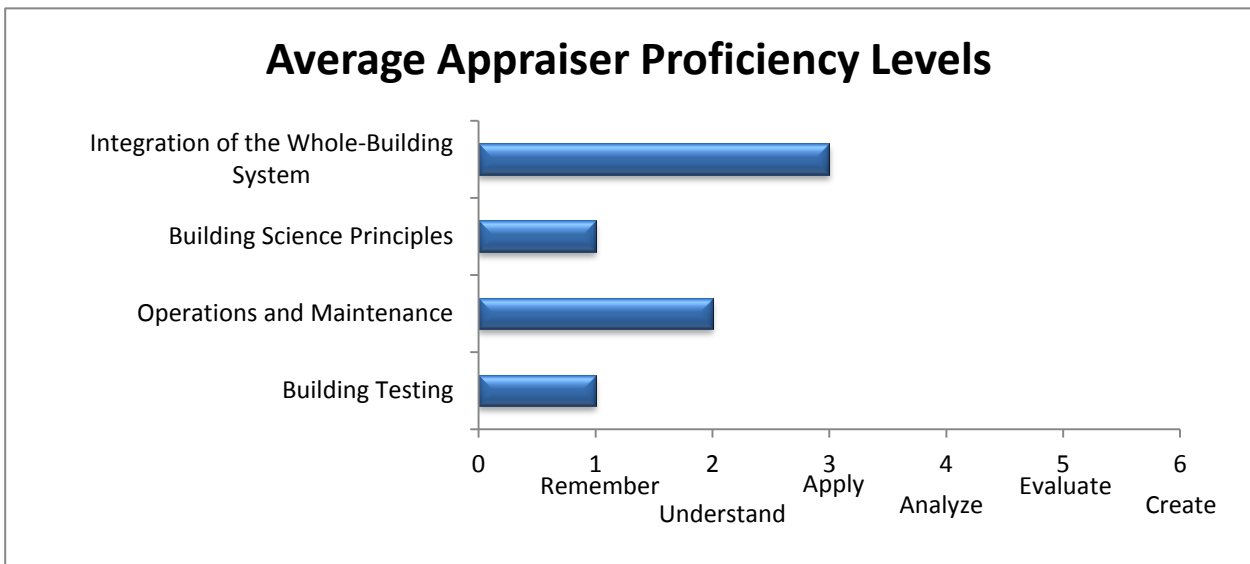 Average Appraiser Proficiency Levels
Integration of the Whole-Building
System
Building Science Principles
Operations and Maintenance
Building Testing
0 1 2 3 4 5 6
Remember Understand Apply Analyze Evaluate Create